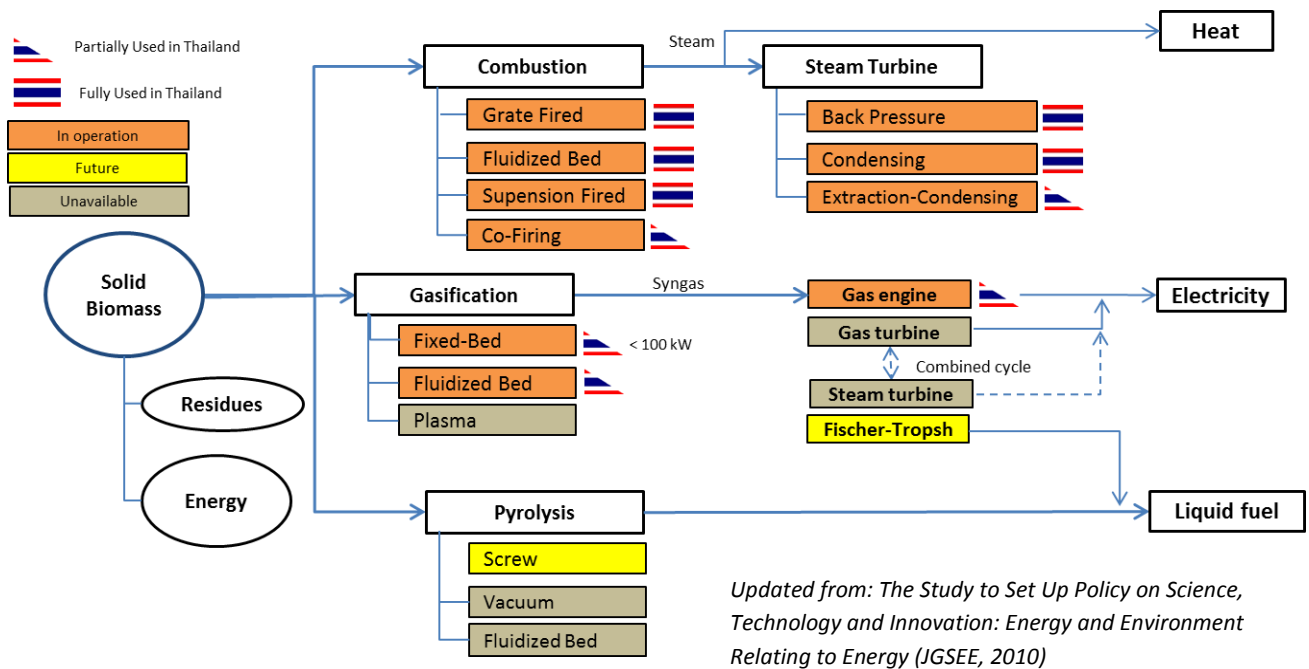 Partially Used in Thailand
Fully Used in Thailand
In operation
Future
Unavailable
Solid
Biomass
Residues
Energy
Combustion
Grate Fired
Fluidized Bed
Supension Fired
Co-Firing
Steam
Steam Turbine
Back Pressure
Condensing
Extraction-Condensing
Heat
Gasification
Fixed-Bed
< 100 kW
Fluidized Bed
Plasma
Syngas
Gas engine
Gas turbine
Combined cycle
Steam turbine
Fischer-Tropsh
Electricity
Pyrolysis
Screw
Vacuum
Fluidized Bed
Liquid fuel
Updated from: The Study to Set Up Policy on Science,
Technology and Innovation: Energy and Environment
Relating to Energy (JGSEE, 2010)